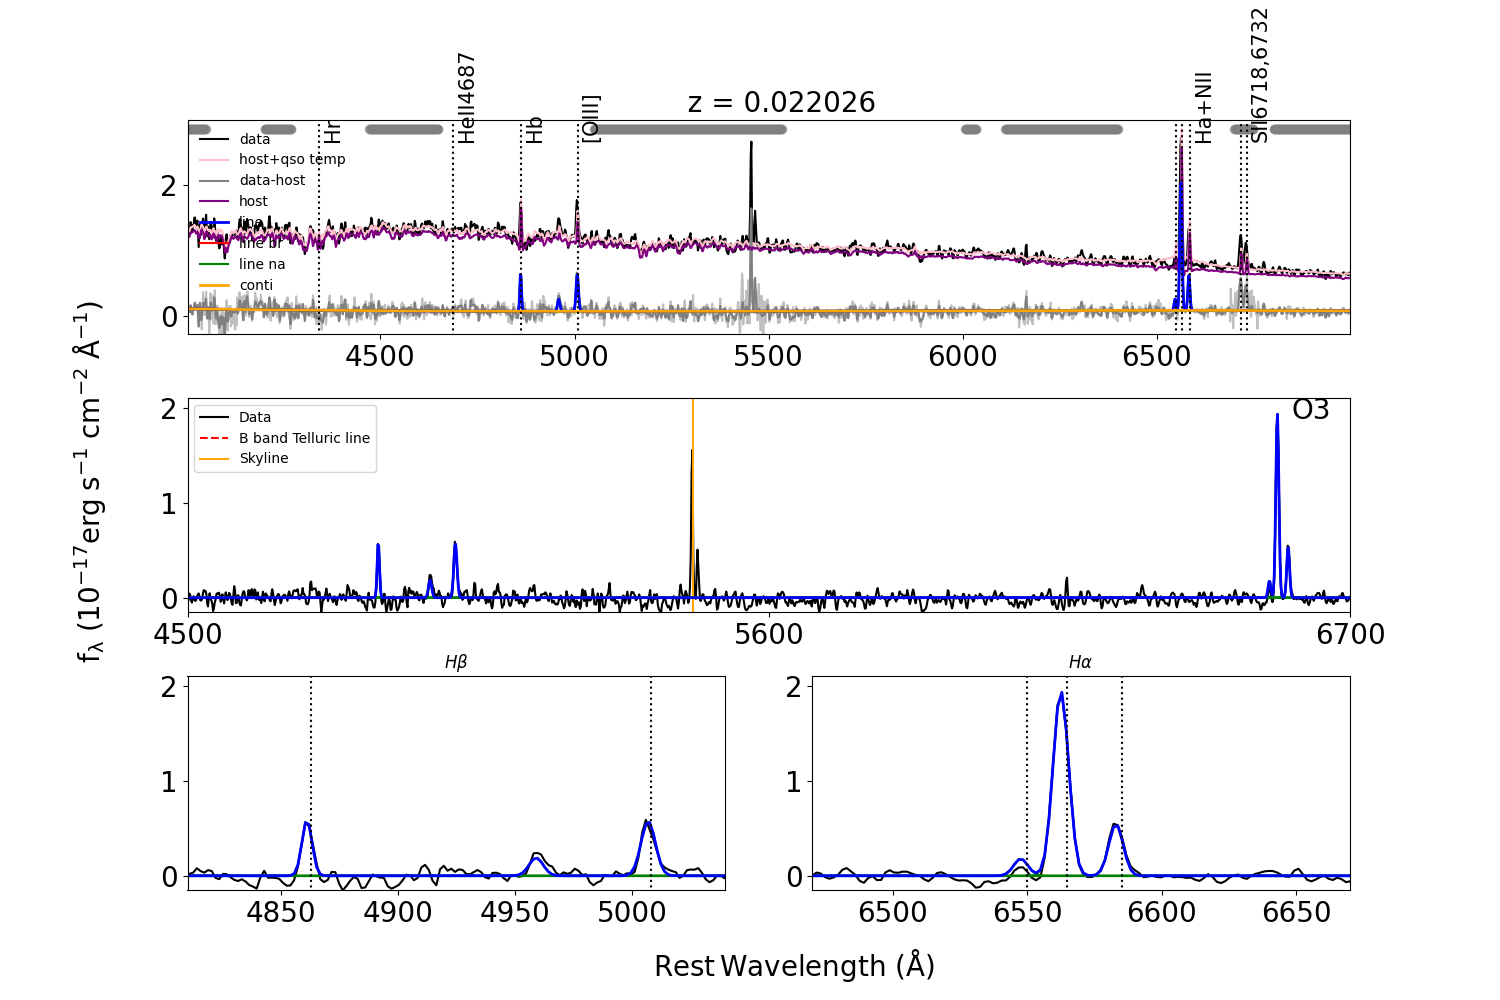 z = 0.022026
Hr
HeII4687
Hb
[OIII]
Ha+NII
SII6718,6732
data
host+qso temp
data-host
host
line
line br
line na
conti
2
0
4500 5000 5500 6000 6500
fλ (10⁻¹⁷erg s⁻¹ cm⁻² Å⁻¹)
Data
B band Telluric line
Skyline
O3
2
1
0
4500 5600 6700
Hβ
2
1
0
4850 4900 4950 5000
Hα
2
1
0
6500 6550 6600 6650
Rest Wavelength (Å)